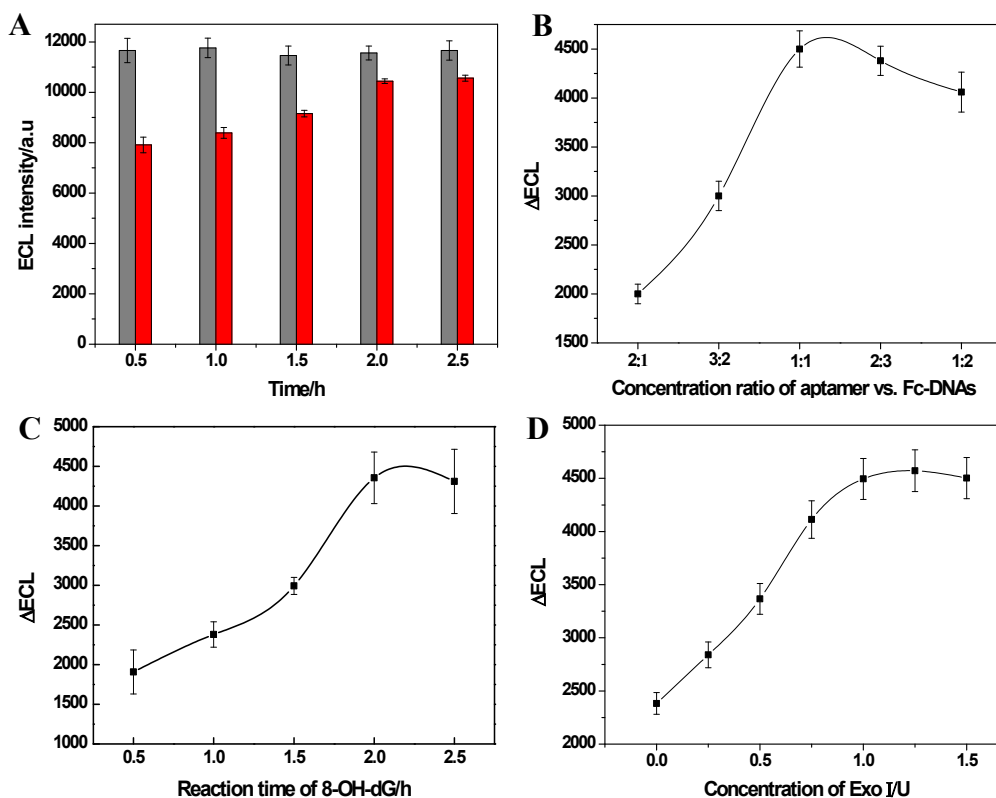 A
ECL intensity/a.u
12000
10000
8000
6000
4000
2000
0
0.5 1.0 1.5 2.0 2.5
Time/h
B
ΔECL
4500
4000
3500
3000
2500
2000
1500
2:1 3:2 1:1 2:3 1:2
Concentration ratio of aptamer vs. Fc-DNAs
C
ΔECL
5000
4500
4000
3500
3000
2500
2000
1500
1000
0.5 1.0 1.5 2.0 2.5
Reaction time of 8-OH-dG/h
D
ΔECL
5000
4500
4000
3500
3000
2500
2000
0.0 0.5 1.0 1.5
Concentration of Exo I/U